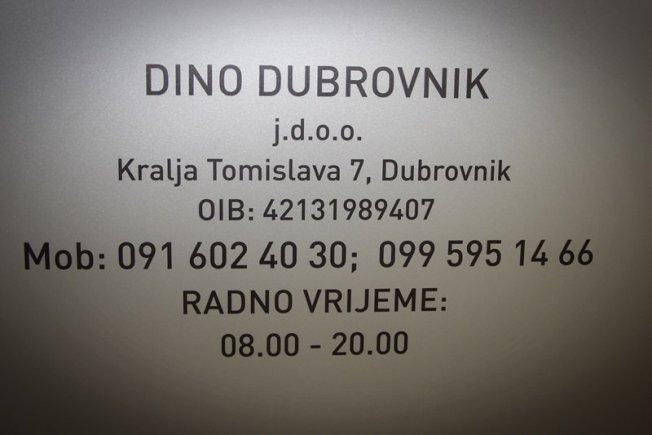 DINO DUBROVNIK
j.d.o.o.
Kralja Tomislava 7, Dubrovnik
OIB: 42131989407
Mob: 091 602 40 30; 099 595 14 66
RADNO VRIJEME:
08.00 - 20.00